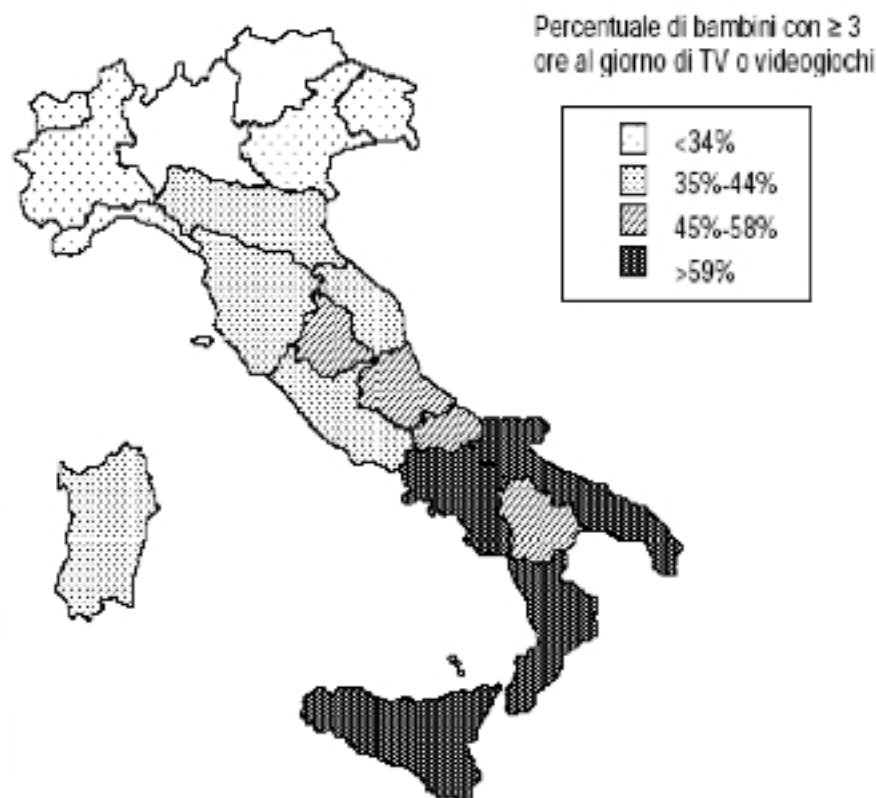 Percentuale di bambini con ≥ 3
ore al giorno di TV o videogiochi
<34%
35%-44%
45%-58%
>59%